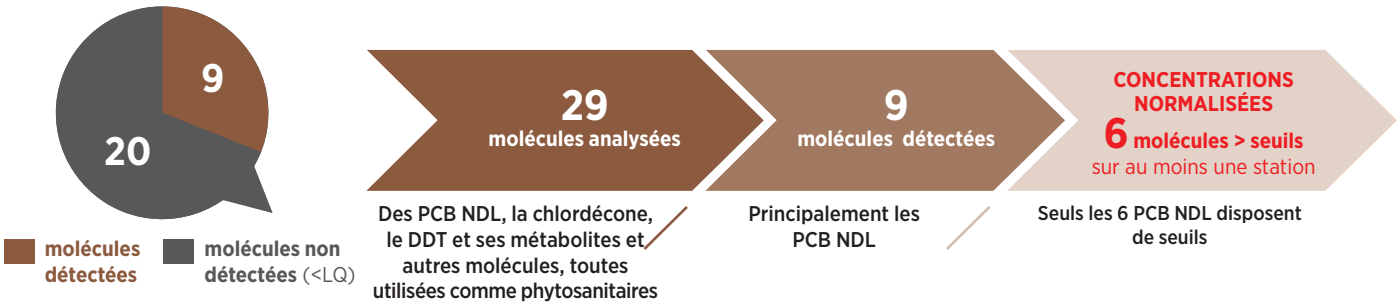 9
20
molécules
détectées
molécules non
détectées (<LQ)
29
molécules analysées
Des PCB NDL, la chlordécone,
le DDT et ses métabolites et
autres molécules, toutes
utilisées comme phytosanitaires
9
molécules détectées
Principalement les
PCB NDL
CONCENTRATIONS
NORMALISÉES
6 molécules > seuils
sur au moins une station
Seuls les 6 PCB NDL disposent
de seuils